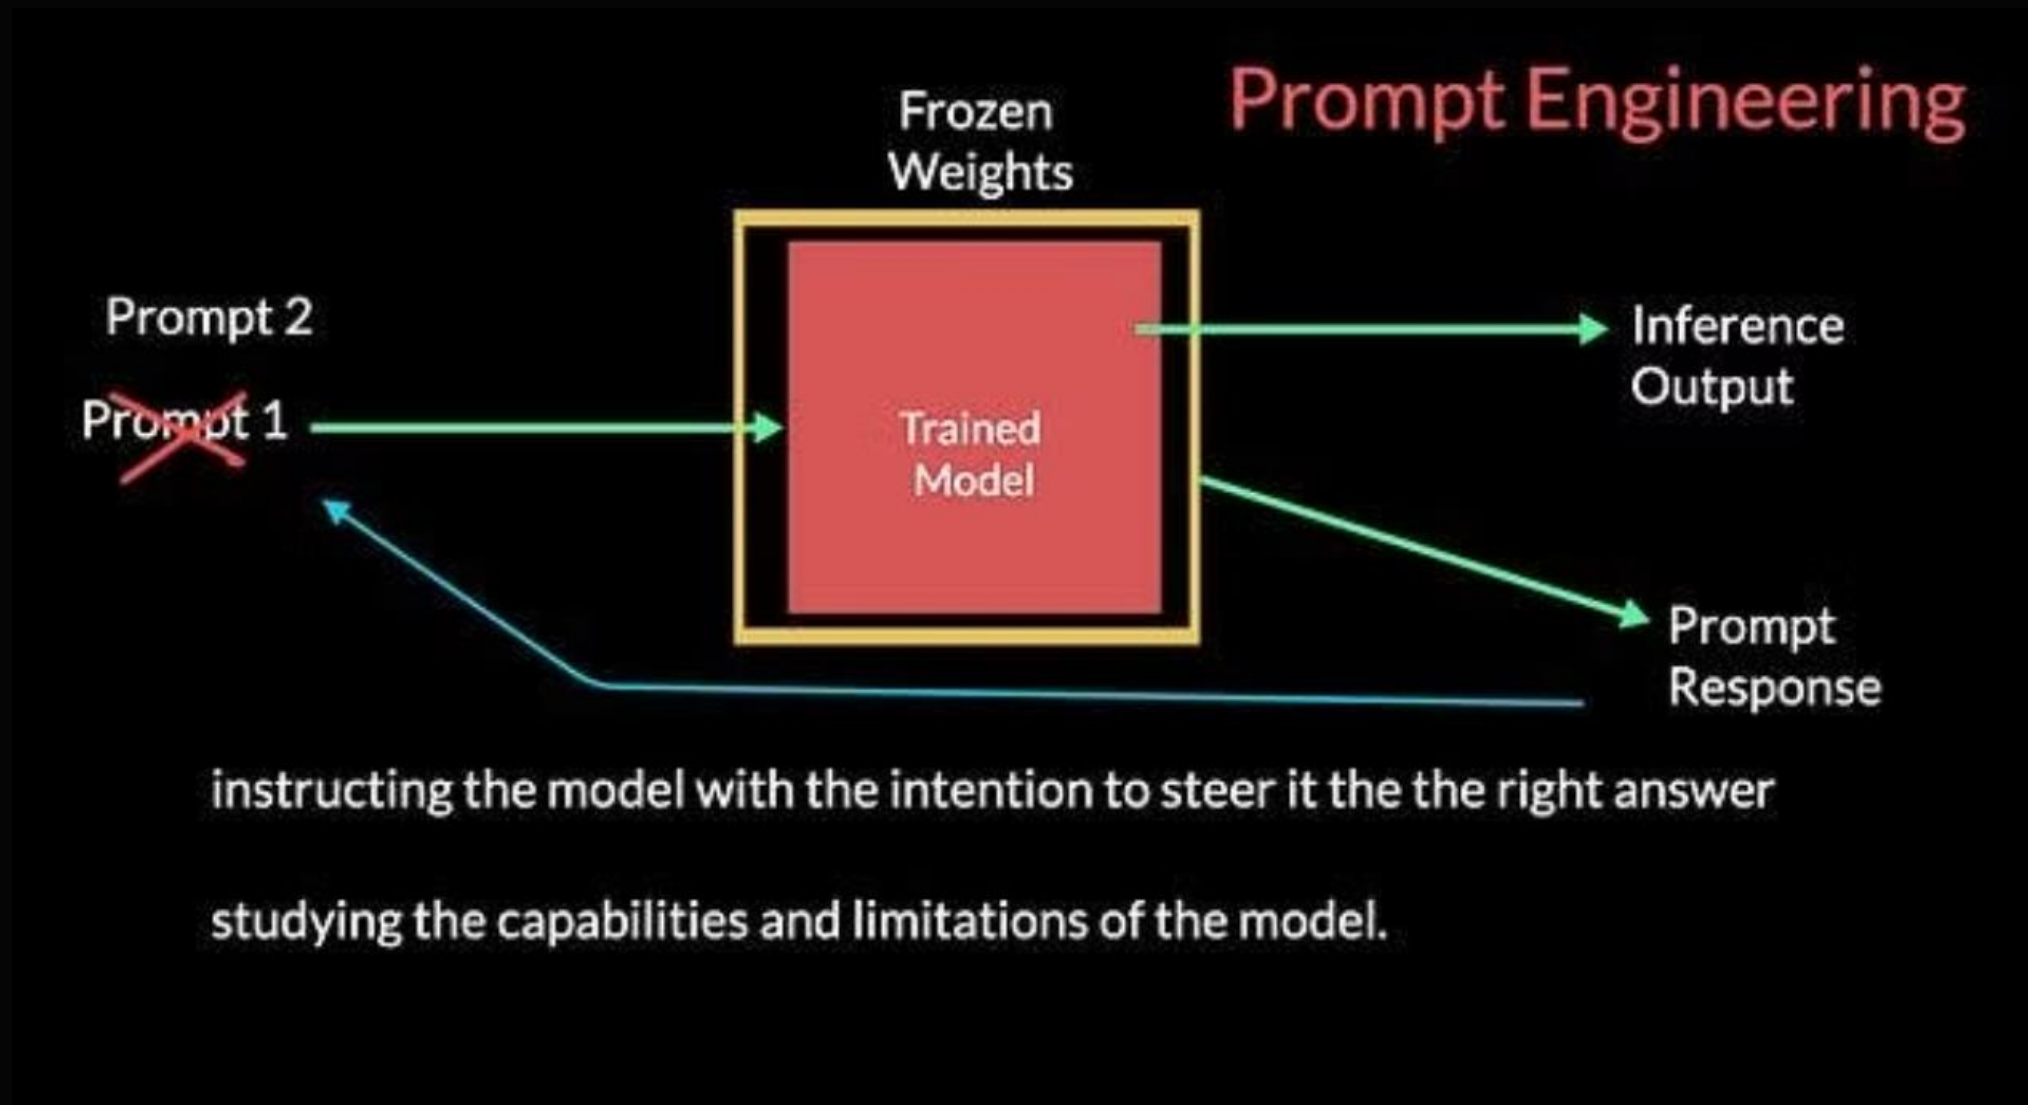 Prompt Engineering
Frozen
Weights
Prompt 2
Prompt 1
Trained
Model
Inference
Output
Prompt
Response
instructing the model with the intention to steer it the the right answer
studying the capabilities and limitations of the model.